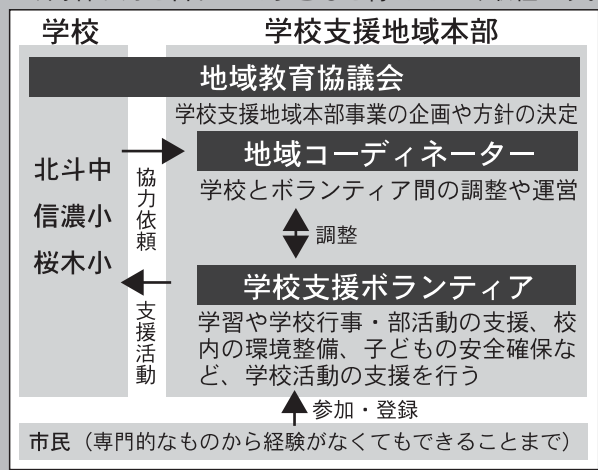 学校
学校支援地域本部
地域教育協議会
学校支援地域本部事業の企画や方針の決定
北斗中
信濃小
桜木小
協力依頼
地域コーディネーター
学校とボランティア間の調整や運営
調整
支援活動
学校支援ボランティア
学習や学校行事・部活動の支援、校
内の環境整備、子どもの安全確保な
ど、学校活動の支援を行う
参加・登録
市民（専門的なものから経験がなくてもできることまで）